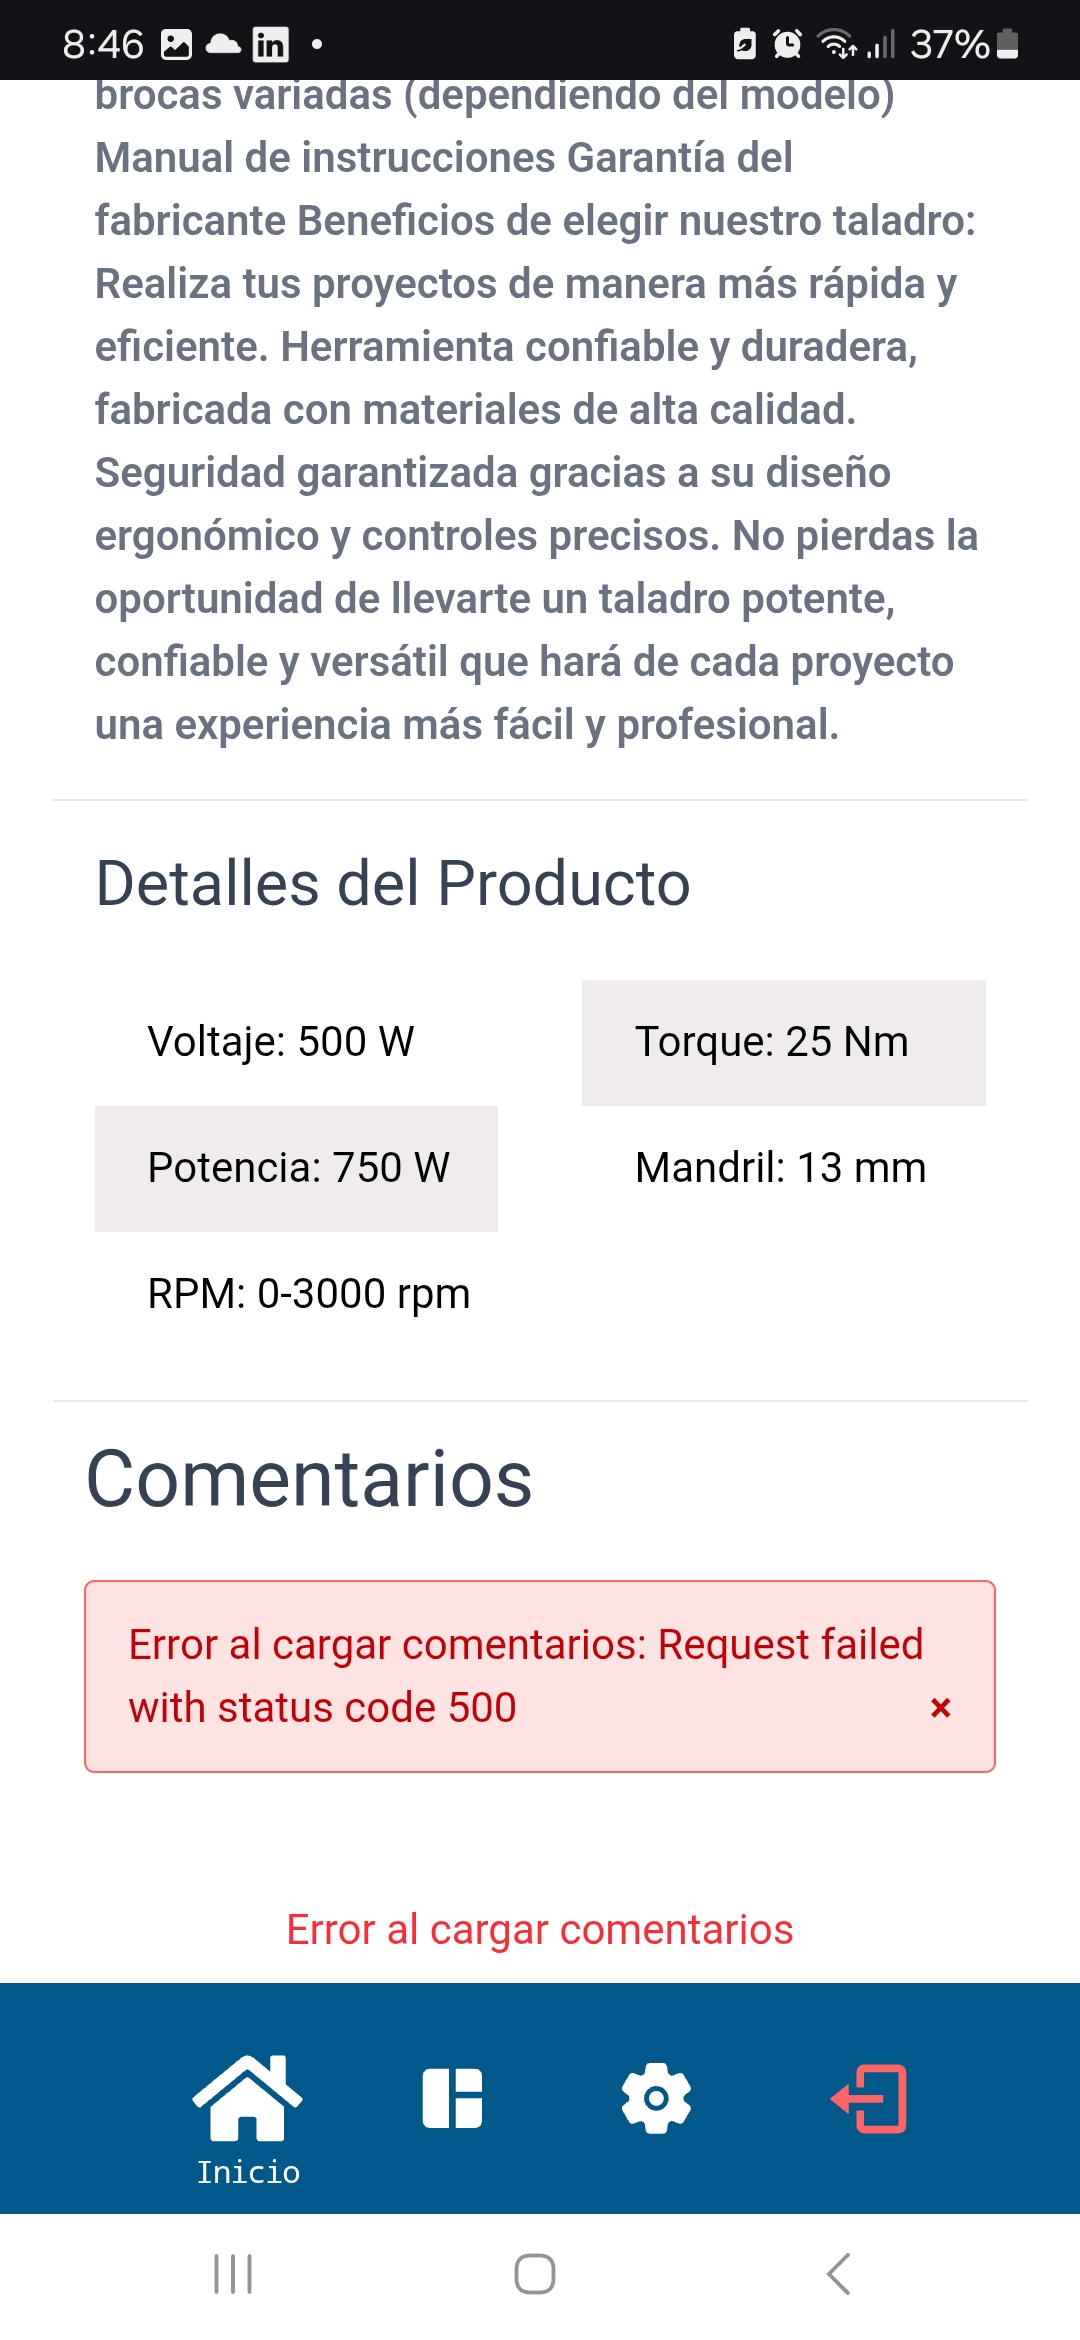 8:46 in 37%
brocas variadas (dependiendo del modelo)
Manual de instrucciones Garantía del
fabricante Beneficios de elegir nuestro taladro:
Realiza tus proyectos de manera más rápida y
eficiente. Herramienta confiable y duradera,
fabricada con materiales de alta calidad.
Seguridad garantizada gracias a su diseño
ergonómico y controles precisos. No pierdas la
oportunidad de llevarte un taladro potente,
confiable y versátil que hará de cada proyecto
una experiencia más fácil y profesional.
Detalles del Producto
Voltaje: 500 W
Torque: 25 Nm
Potencia: 750 W
Mandril: 13 mm
RPM: 0-3000 rpm
Comentarios
Error al cargar comentarios: Request failed
with status code 500 ×
Error al cargar comentarios
Inicio